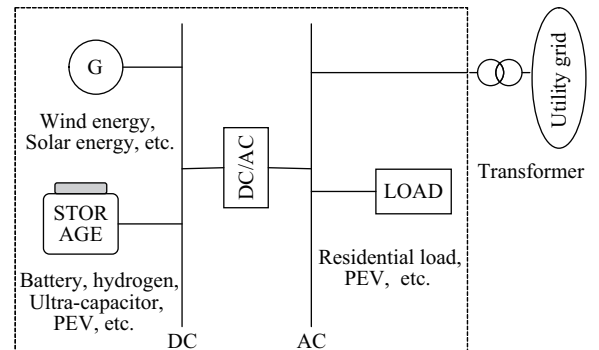 G
Wind energy,
Solar energy, etc.
STOR
AGE
Battery, hydrogen,
Ultra-capacitor,
PEV, etc.
DC
DC/AC
AC
LOAD
Residential load,
PEV, etc.
Transformer
Utility grid